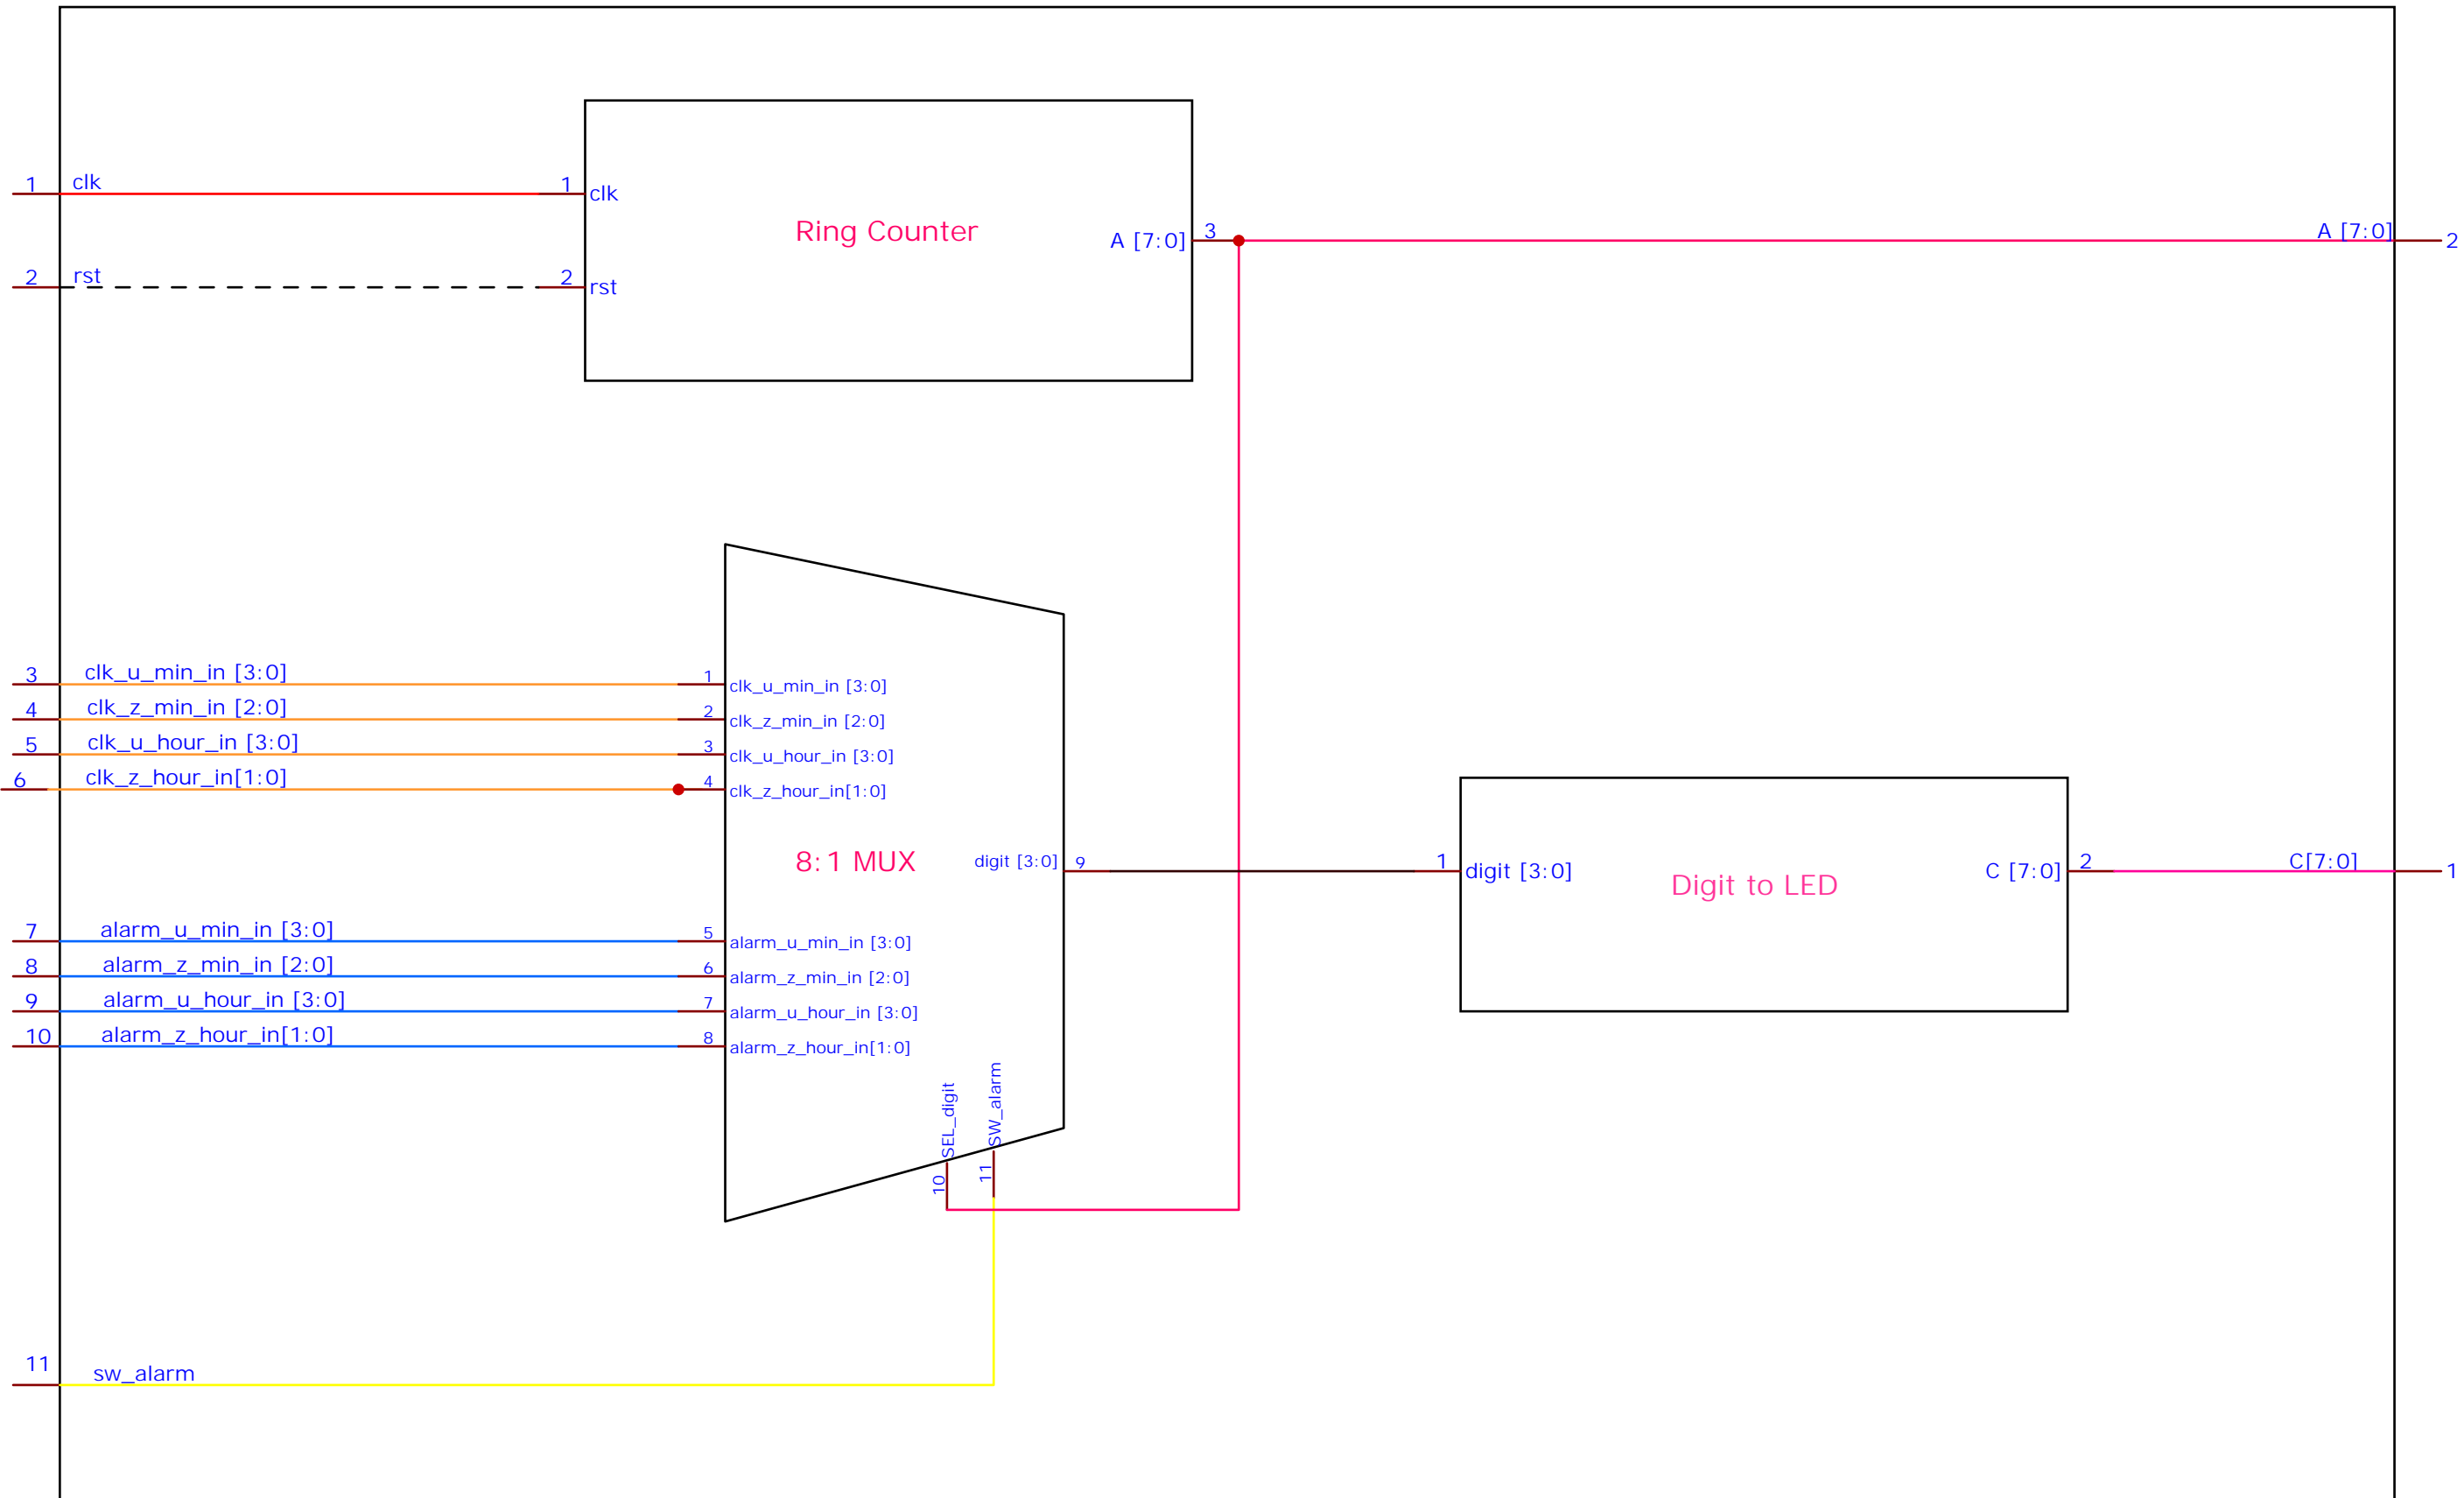 1 clk 1 clk
Ring Counter
A [7:0] 3 A [7:0] 2
2 rst 2 rst
3 clk_u_min_in [3:0] 1 clk_u_min_in [3:0]
4 clk_z_min_in [2:0] 2 clk_z_min_in [2:0]
5 clk_u_hour_in [3:0] 3 clk_u_hour_in [3:0]
6 clk_z_hour_in[1:0] 4 clk_z_hour_in[1:0]
8:1 MUX digit [3:0] 9 1 digit [3:0] C [7:0] 2 C[7:0] 1
Digit to LED
7 alarm_u_min_in [3:0] 5 alarm_u_min_in [3:0]
8 alarm_z_min_in [2:0] 6 alarm_z_min_in [2:0]
9 alarm_u_hour_in [3:0] 7 alarm_u_hour_in [3:0]
10 alarm_z_hour_in[1:0] 8 alarm_z_hour_in[1:0]
SEL_digit
SW_alarm
10
11
11 sw_alarm